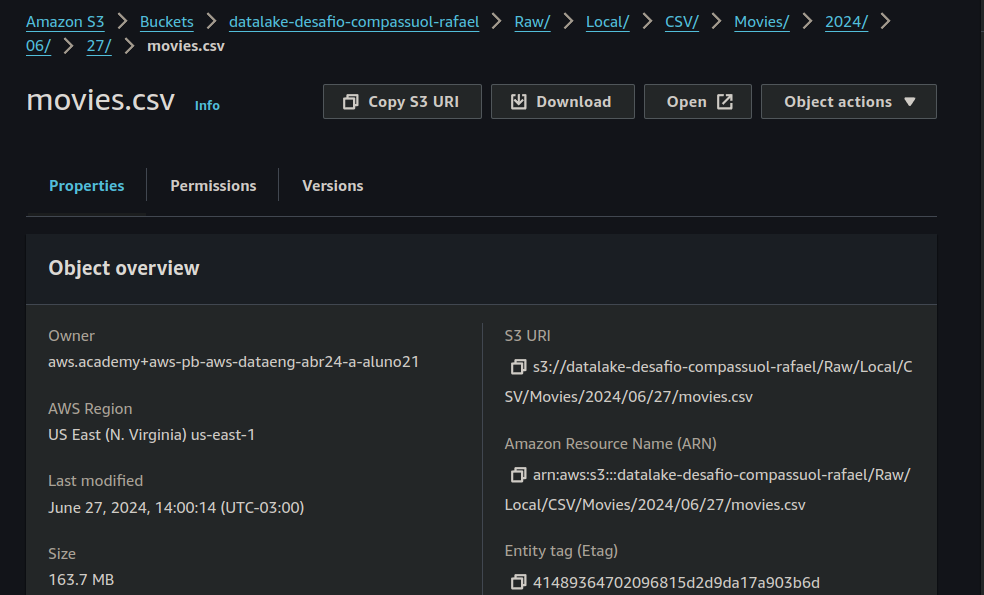 Amazon S3 > Buckets > datalake-desafio-compassuol-rafael > Raw/ > Local/ > CSV/ > Movies/ > 2024/ >
06/ > 27/ > movies.csv
movies.csv Info
Copy S3 URI Download Open Object actions
Properties Permissions Versions
Object overview
Owner
aws.academy+aws-pb-aws-dataeng-abr24-a-aluno21
AWS Region
US East (N. Virginia) us-east-1
Last modified
June 27, 2024, 14:00:14 (UTC-03:00)
Size
163.7 MB
S3 URI
s3://datalake-desafio-compassuol-rafael/Raw/Local/C
SV/Movies/2024/06/27/movies.csv
Amazon Resource Name (ARN)
arn:aws:s3:::datalake-desafio-compassuol-rafael/Raw/
Local/CSV/Movies/2024/06/27/movies.csv
Entity tag (Etag)
41489364702096815d2d9da17a903b6d